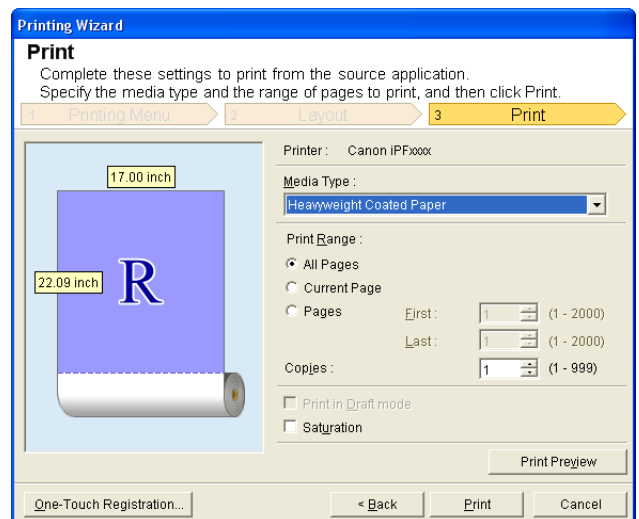 Printing Wizard
Print
Complete these settings to print from the source application.
Specify the media type and the range of pages to print, and then click Print.
1 Printing Menu 2 Layout 3 Print
Printer : Canon iPFxxxx
17.00 inch
Media Type :
Heavyweight Coated Paper
Print Range :
All Pages
22.09 inch
R
Current Page
Pages First : 1 (1 - 2000)
Last : 1 (1 - 2000)
Copies : 1 (1 - 999)
Print in Draft mode
Saturation
Print Preview
One-Touch Registration... < Back Print Cancel